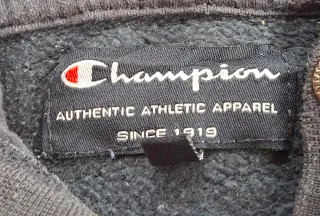 Champion
AUTHENTIC ATHLETIC APPAREL
SINCE 1919